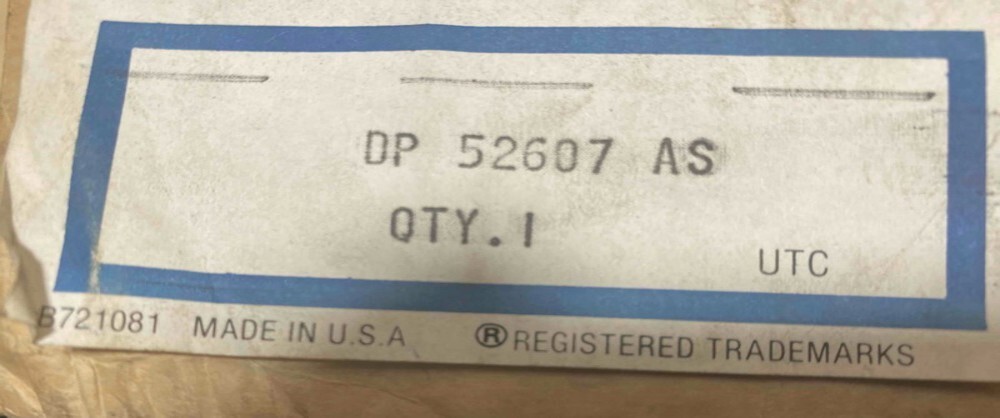 DP 52607 AS
QTY.1
UTC
B721081 MADE IN U.S.A ®REGISTERED TRADEMARKS